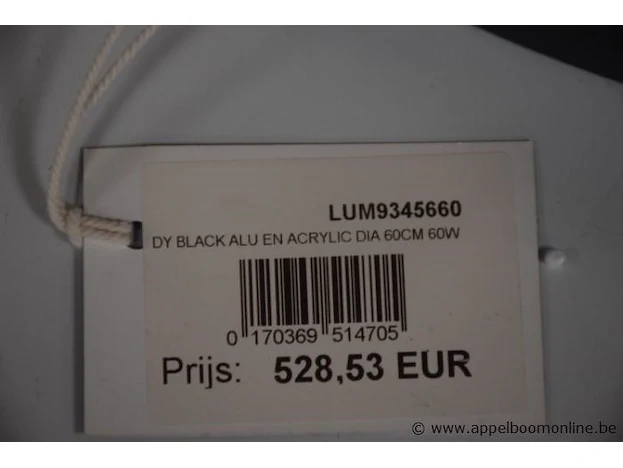 LUM9345660
DY BLACK ALU EN ACRYLIC DIA 60CM 60W
0 170369 514705
Prijs: 528,53 EUR
© www.appelboomonline.be